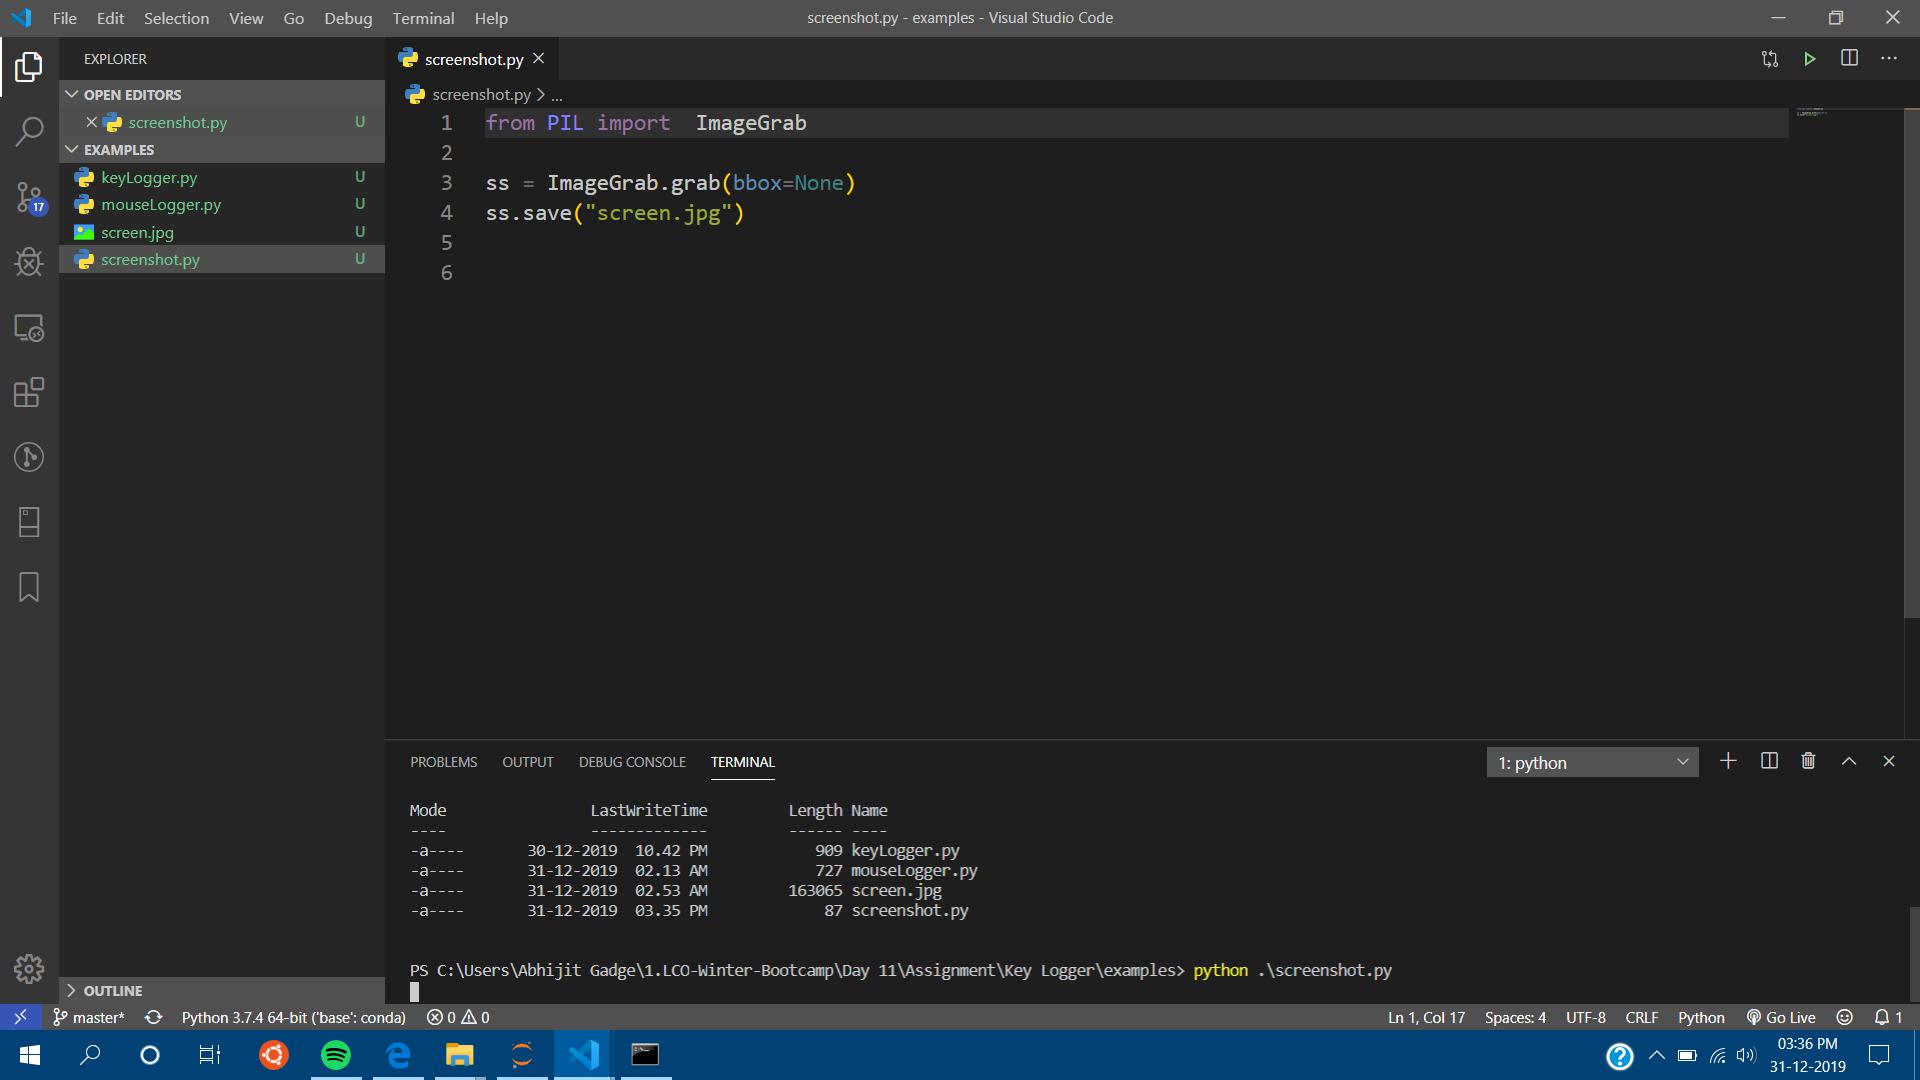 File Edit Selection View Go Debug Terminal Help
screenshot.py - examples - Visual Studio Code
EXPLORER
OPEN EDITORS
screenshot.py U
EXAMPLES
keyLogger.py U
mouseLogger.py U
screen.jpg U
screenshot.py U
17
OUTLINE
screenshot.py
screenshot.py > ...
1 from PIL import  ImageGrab
2
3 ss = ImageGrab.grab(bbox=None)
4 ss.save("screen.jpg")
5
6
PROBLEMS OUTPUT DEBUG CONSOLE TERMINAL
1: python
Mode                LastWriteTime         Length Name
----                -------------         ------ ----
-a----       30-12-2019  10.42 PM            909 keyLogger.py
-a----       31-12-2019  02.13 AM            727 mouseLogger.py
-a----       31-12-2019  02.53 AM         163065 screen.jpg
-a----       31-12-2019  03.35 PM             87 screenshot.py
PS C:\Users\Abhijit Gadge\1.LCO-Winter-Bootcamp\Day 11\Assignment\Key Logger\examples> python .\screenshot.py
master* Python 3.7.4 64-bit ('base': conda) 0 0 Ln 1, Col 17 Spaces: 4 UTF-8 CRLF Python Go Live 1
03:36 PM
31-12-2019